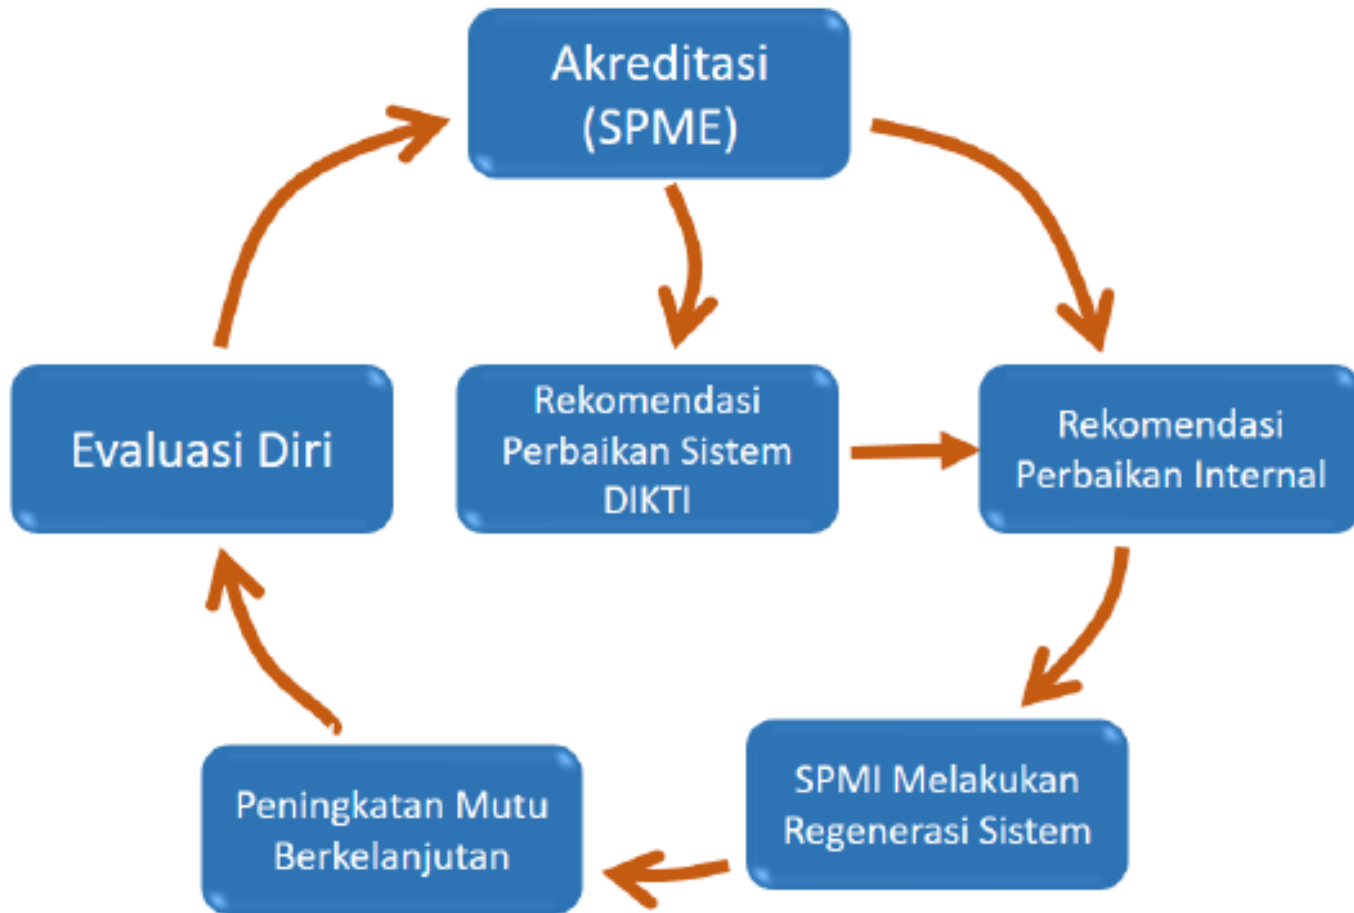 Akreditasi
(SPME)
Evaluasi Diri
Rekomendasi
Perbaikan Sistem
DIKTI
Rekomendasi
Perbaikan Internal
Peningkatan Mutu
Berkelanjutan
SPMI Melakukan
Regenerasi Sistem